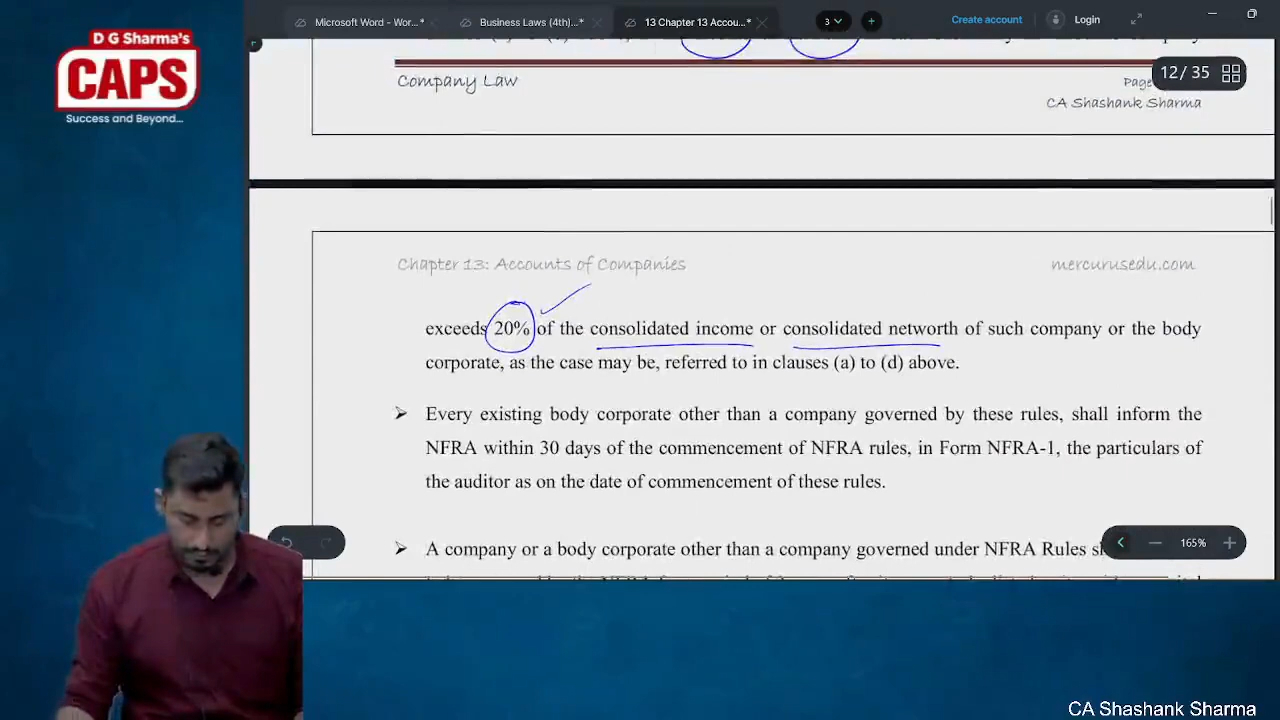 D G Sharma's
CAPS
Success and Beyond...
Microsoft Word - Wor...*
Business Laws (4th)...*
13 Chapter 13 Accou...*
3
Create account
Login
company
Company Law
Page
12 / 35
CA Shashank Sharma
Chapter 13: Accounts of Companies
mercurusedu.com
exceeds 20% of the consolidated income or consolidated networth of such company or the body
corporate, as the case may be, referred to in clauses (a) to (d) above.
➢ Every existing body corporate other than a company governed by these rules, shall inform the
NFRA within 30 days of the commencement of NFRA rules, in Form NFRA-1, the particulars of
the auditor as on the date of commencement of these rules.
➢ A company or a body corporate other than a company governed under NFRA Rules
165%
CA Shashank Sharma